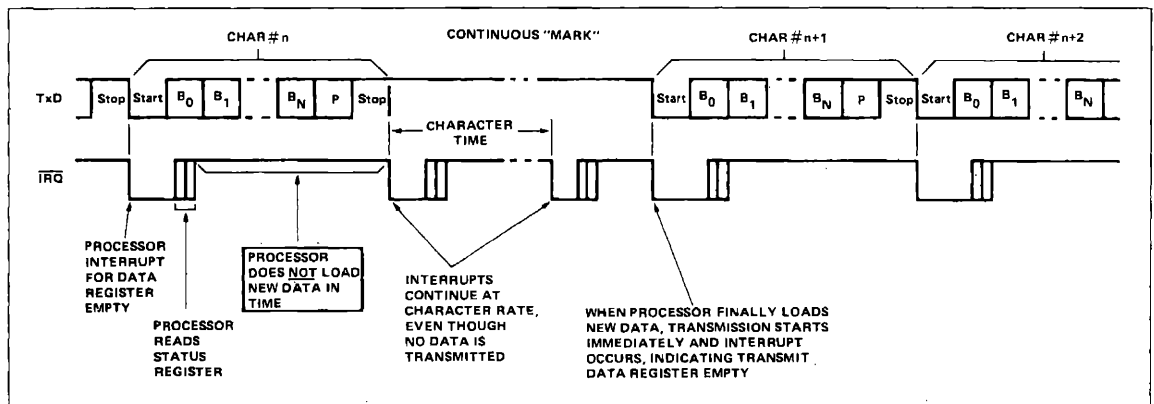 CHAR#n
CONTINUOUS "MARK"
CHAR#n+1
CHAR#n+2
TxD
Stop Start B0 B1 BN P Stop Start B0 B1 BN P Stop Start B0 B1 BN
CHARACTER
TIME
IRQ
PROCESSOR
INTERRUPT
FOR DATA
REGISTER
EMPTY
PROCESSOR
READS
STATUS
REGISTER
PROCESSOR
DOES NOT LOAD
NEW DATA IN
TIME
INTERRUPTS
CONTINUE AT
CHARACTER RATE,
EVEN THOUGH
NO DATA IS
TRANSMITTED
WHEN PROCESSOR FINALLY LOADS
NEW DATA, TRANSMISSION STARTS
IMMEDIATELY AND INTERRUPT
OCCURS, INDICATING TRANSMIT
DATA REGISTER EMPTY